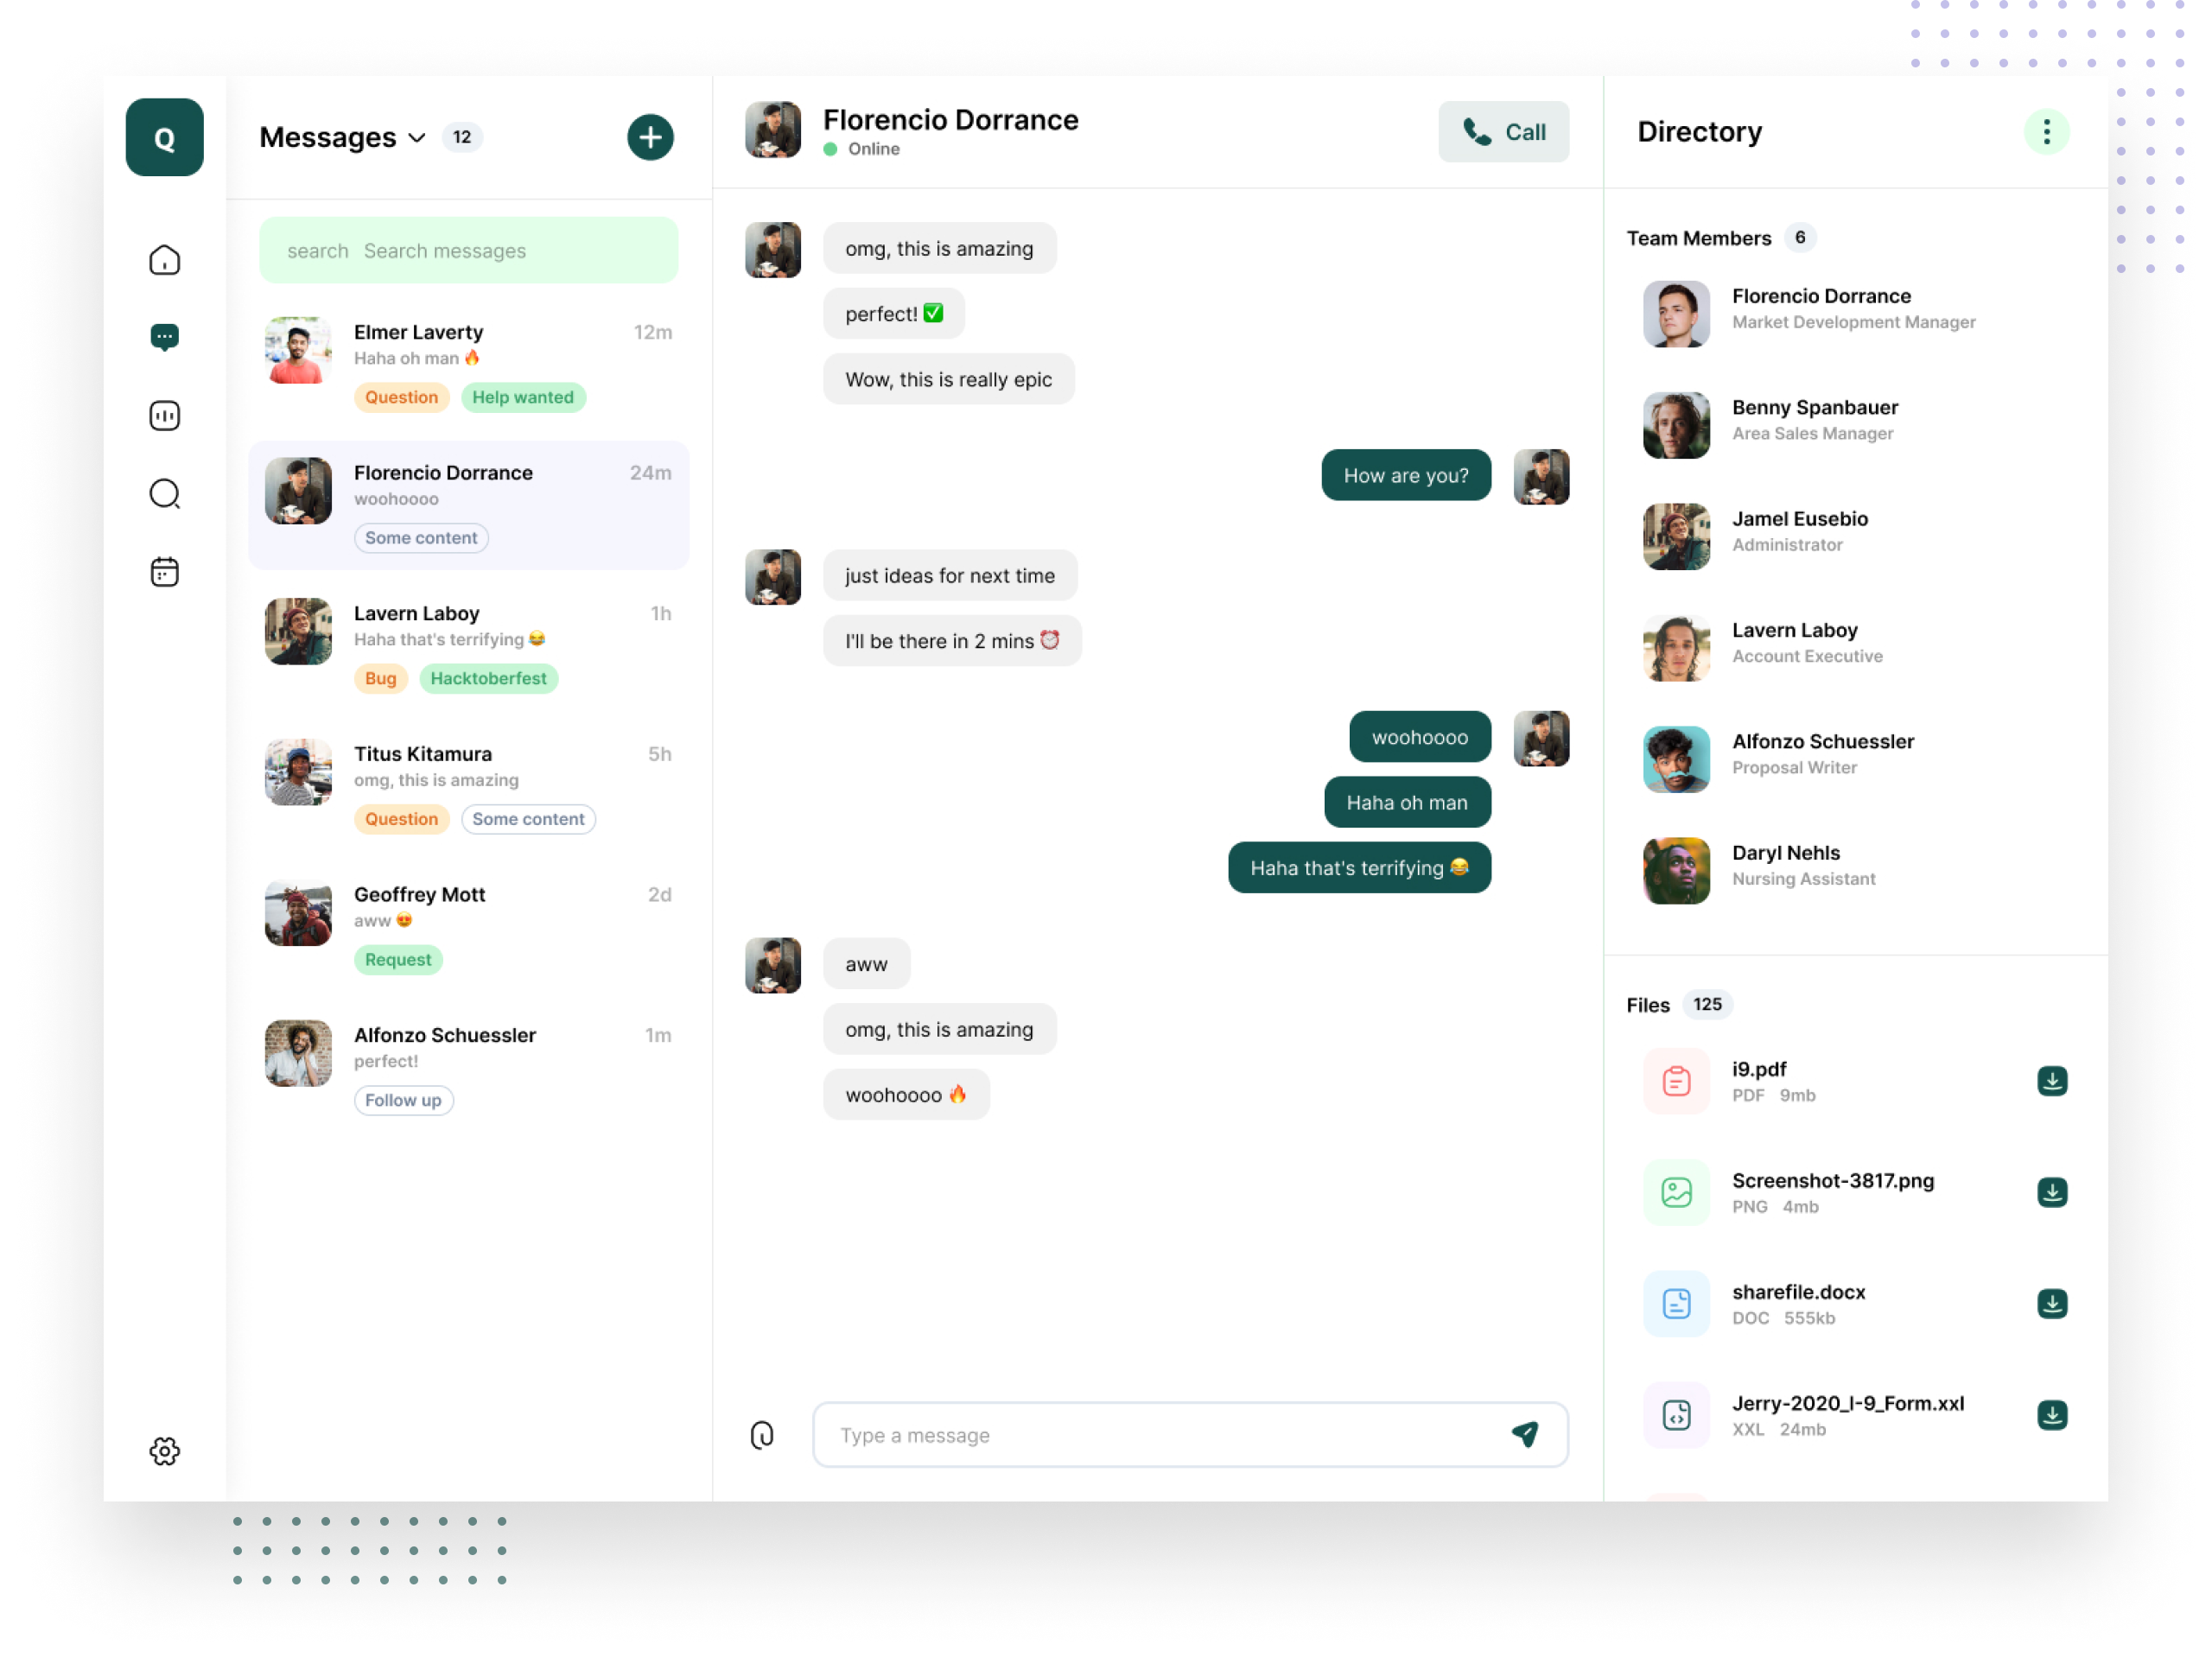 Q
Messages 12
search Search messages
Elmer Laverty 12m
Haha oh man 🔥
Question Help wanted
Florencio Dorrance 24m
woohoooo
Some content
Lavern Laboy 1h
Haha that's terrifying 😂
Bug Hacktoberfest
Titus Kitamura 5h
omg, this is amazing
Question Some content
Geoffrey Mott 2d
aww 😍
Request
Alfonzo Schuessler 1m
perfect!
Follow up
Florencio Dorrance
Online
Call
omg, this is amazing
perfect! ✅
Wow, this is really epic
How are you?
just ideas for next time
I'll be there in 2 mins ⏰
woohoooo
Haha oh man
Haha that's terrifying 😂
aww
omg, this is amazing
woohoooo 🔥
Type a message
Directory
Team Members 6
Florencio Dorrance
Market Development Manager
Benny Spanbauer
Area Sales Manager
Jamel Eusebio
Administrator
Lavern Laboy
Account Executive
Alfonzo Schuessler
Proposal Writer
Daryl Nehls
Nursing Assistant
Files 125
i9.pdf
PDF 9mb
Screenshot-3817.png
PNG 4mb
sharefile.docx
DOC 555kb
Jerry-2020_I-9_Form.xxl
XXL 24mb